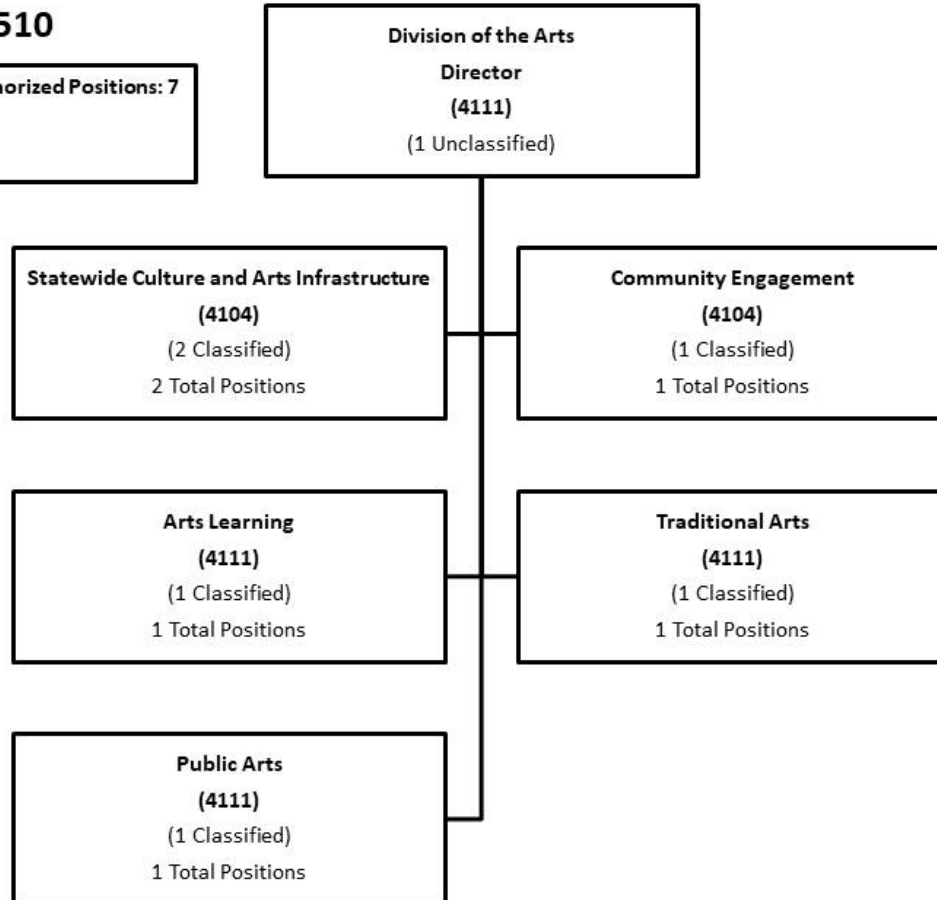 510
horized Positions: 7
Division of the Arts
Director
(4111)
(1 Unclassified)
Statewide Culture and Arts Infrastructure
(4104)
(2 Classified)
2 Total Positions
Community Engagement
(4104)
(1 Classified)
1 Total Positions
Arts Learning
(4111)
(1 Classified)
1 Total Positions
Traditional Arts
(4111)
(1 Classified)
1 Total Positions
Public Arts
(4111)
(1 Classified)
1 Total Positions